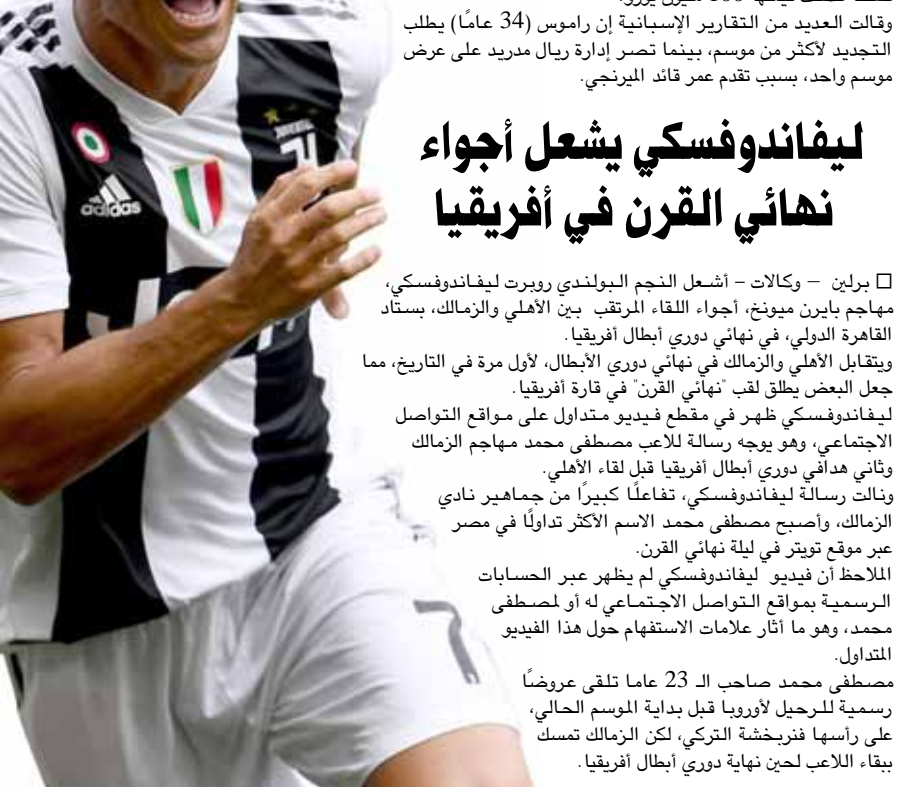 وقالت العديد من التقارير الإسبانية إن راموس (34 عامًا) يطلب
التجديد لأكثر من موسم، بينما تصر إدارة ريال مدريد على عرض
موسم واحد، بسبب تقدم عمر قائد الميرنجي.
ليفاندوفسكي يشعل أجواء
نهائي القرن في أفريقيا
□ برلين – وكالات – أشعل النجم البولندي روبرت ليفاندوفسكي،
مهاجم بايرن ميونخ، أجواء اللقاء المرتقب بين الأهلي والزمالك، بستاد
القاهرة الدولي، في نهائي دوري أبطال أفريقيا.
ويتقابل الأهلي والزمالك في نهائي دوري الأبطال، لأول مرة في التاريخ، مما
جعل البعض يطلق لقب "نهائي القرن" في قارة أفريقيا.
ليفاندوفسكي ظهر في مقطع فيديو متداول على مواقع التواصل
الاجتماعي، وهو يوجه رسالة للاعب مصطفى محمد مهاجم الزمالك
وثاني هدافي دوري أبطال أفريقيا قبل لقاء الأهلي.
ونالت رسالة ليفاندوفسكي، تفاعلًا كبيرًا من جماهير نادي
الزمالك، وأصبح مصطفى محمد الاسم الأكثر تداولًا في مصر
عبر موقع تويتر في ليلة نهائي القرن.
الملاحظ أن فيديو ليفاندوفسكي لم يظهر عبر الحسابات
الرسمية بمواقع التواصل الاجتماعي له أو لمصطفى
محمد، وهو ما أثار علامات الاستفهام حول هذا الفيديو
المتداول.
مصطفى محمد صاحب الـ 23 عاما تلقى عروضًا
رسمية للرحيل لأوروبا قبل بداية الموسم الحالي،
على رأسها فنربخشة التركي، لكن الزمالك تمسك
ببقاء اللاعب لحين نهاية دوري أبطال أفريقيا.
adidas
7